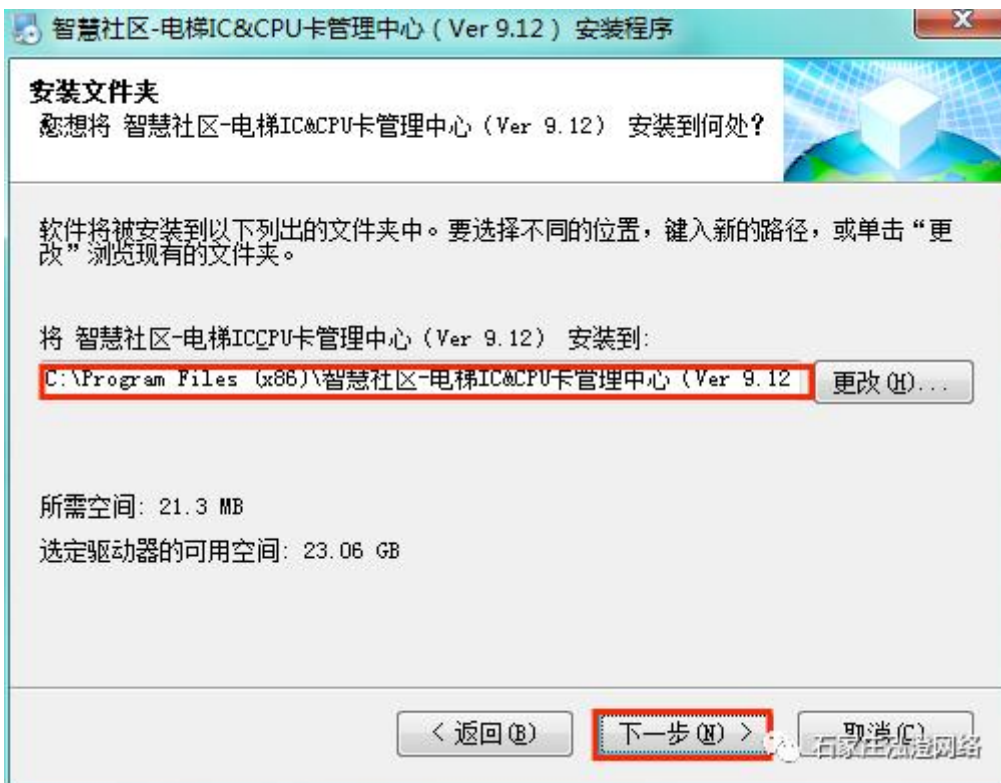 智慧社区-电梯IC&CPU卡管理中心（Ver 9.12） 安装程序
安装文件夹
您想将 智慧社区-电梯IC&CPU卡管理中心（Ver 9.12） 安装到何处？
软件将被安装到以下列出的文件夹中。要选择不同的位置，键入新的路径，或单击“更
改”浏览现有的文件夹。
将 智慧社区-电梯ICCPU卡管理中心（Ver 9.12） 安装到:
C:\Program Files (x86)\智慧社区-电梯IC&CPU卡管理中心（Ver 9.12
更改(H)...
所需空间: 21.3 MB
选定驱动器的可用空间: 23.06 GB
< 返回(B)
下一步(N) >
取消(C)
石家庄泓澄网络